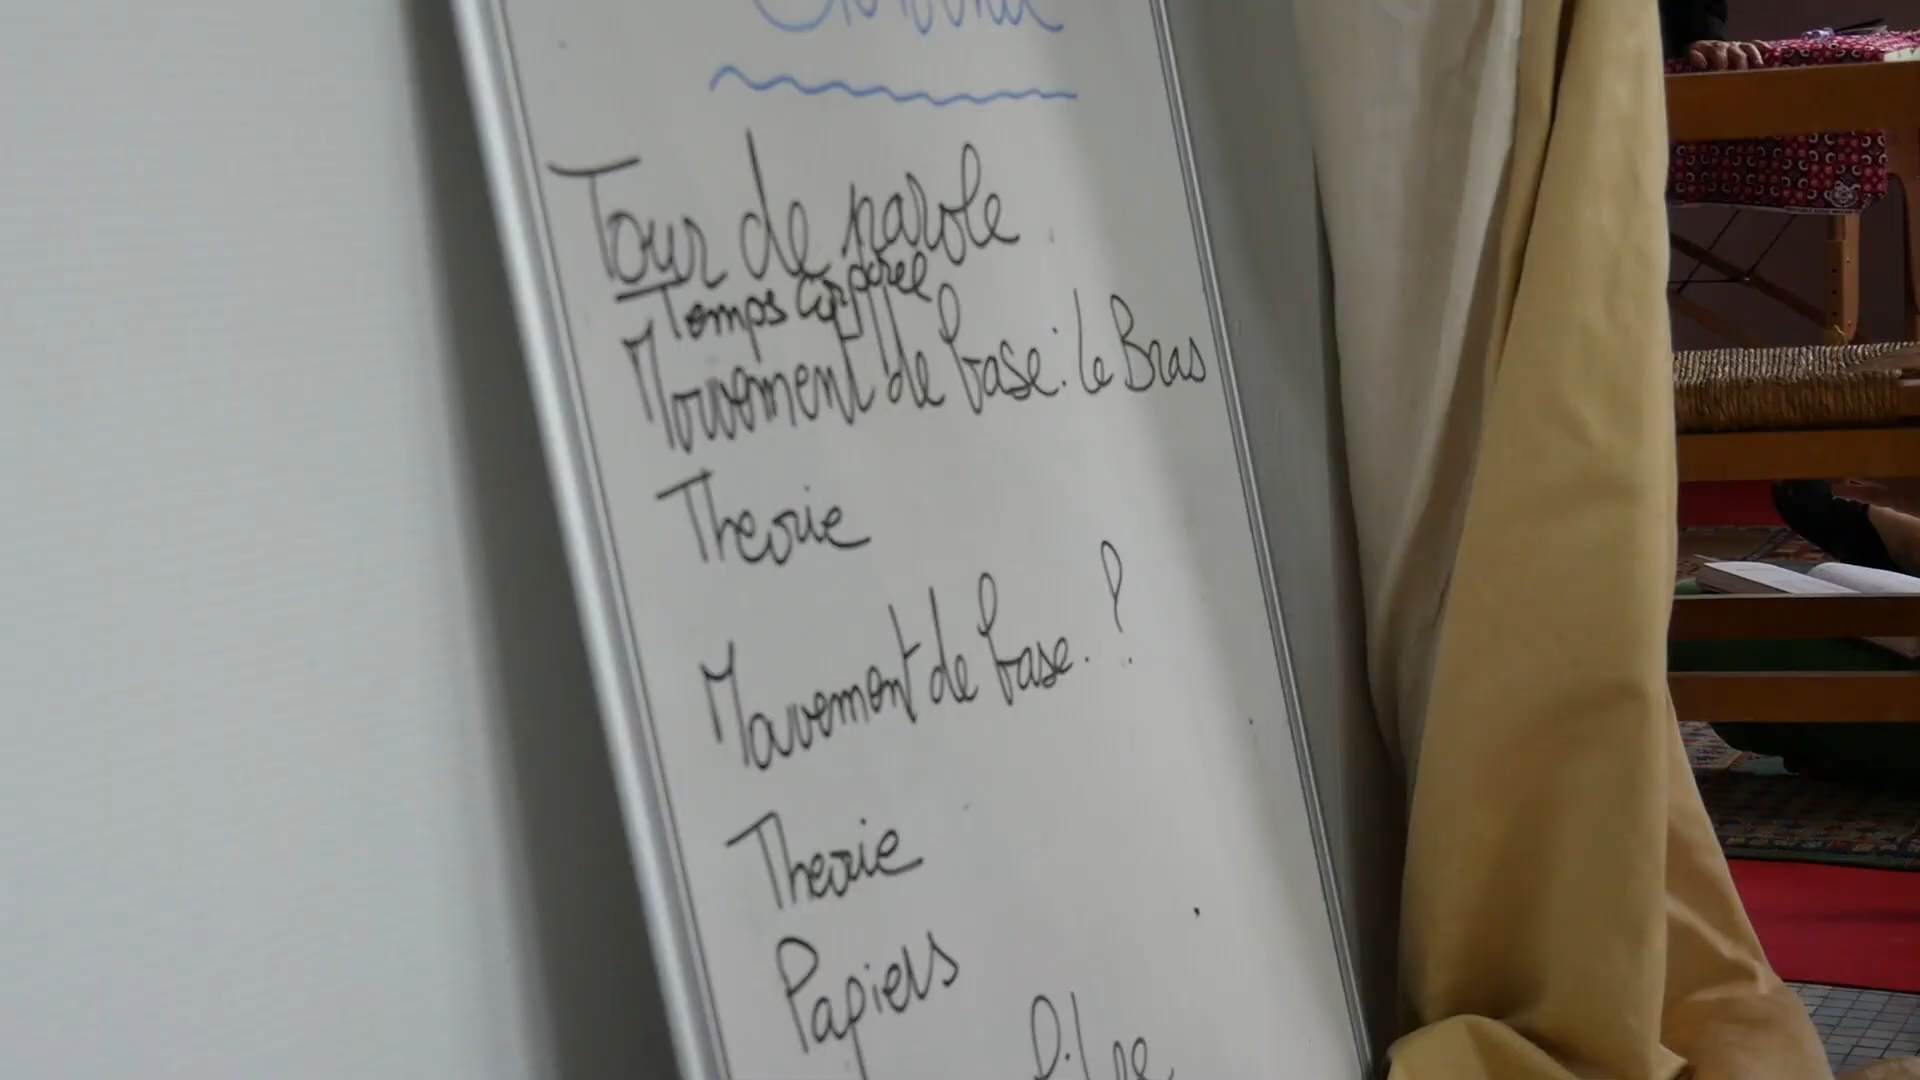 Tour de parole
Temps corporel
Mouvement de base : le Bras
Theorie
Mouvement de base : ?
Theorie
Papiers